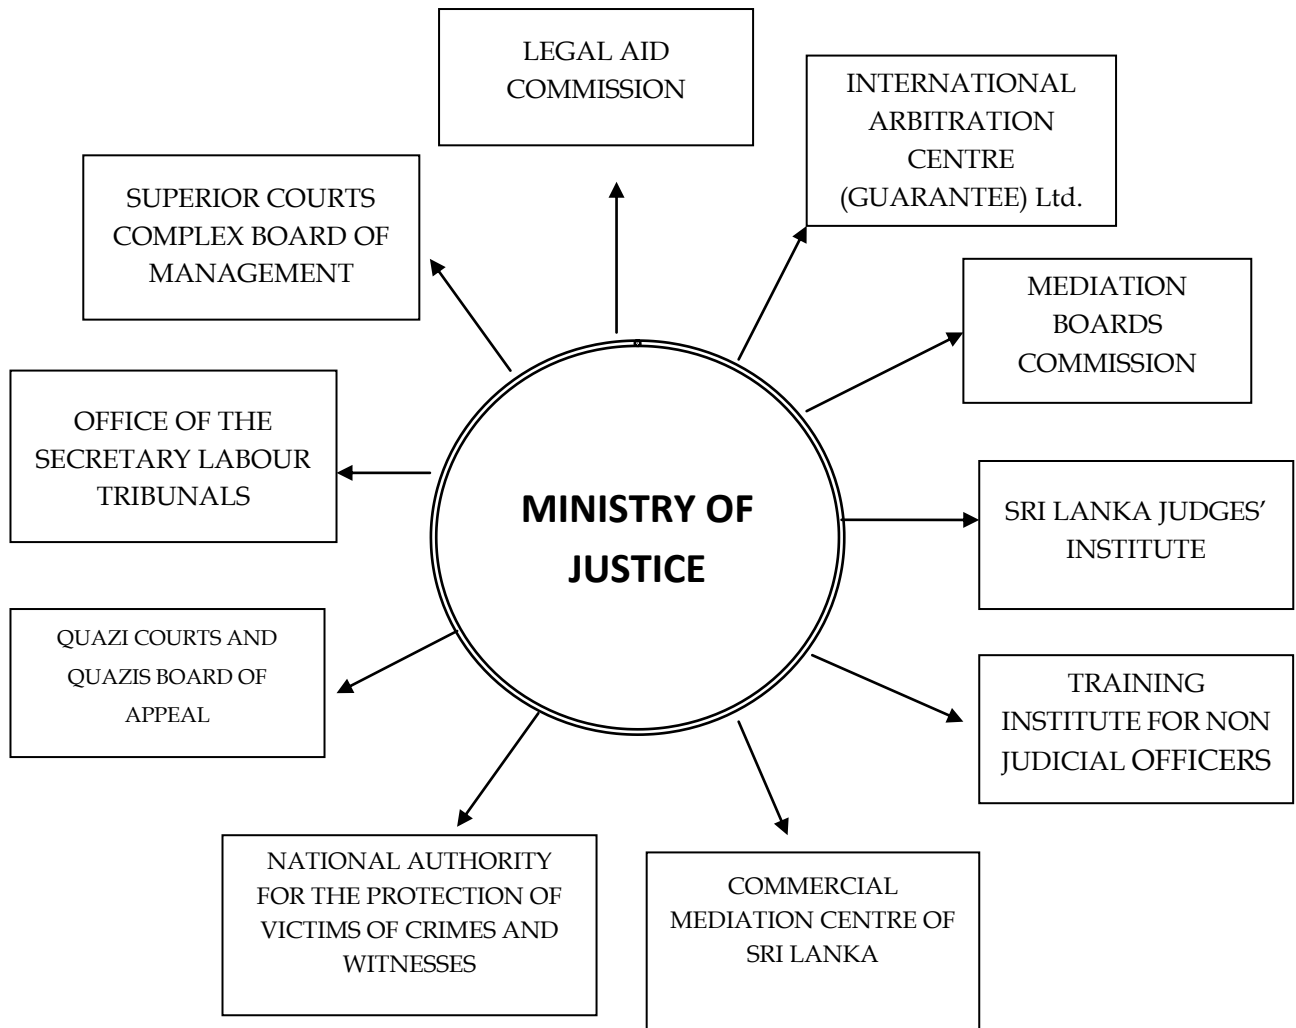 LEGAL AID
COMMISSION
INTERNATIONAL
ARBITRATION
CENTRE
(GUARANTEE) Ltd.
SUPERIOR COURTS
COMPLEX BOARD OF
MANAGEMENT
MEDIATION
BOARDS
COMMISSION
OFFICE OF THE
SECRETARY LABOUR
TRIBUNALS
MINISTRY OF
JUSTICE
SRI LANKA JUDGES’
INSTITUTE
QUAZI COURTS AND
QUAZIS BOARD OF
APPEAL
TRAINING
INSTITUTE FOR NON
JUDICIAL OFFICERS
NATIONAL AUTHORITY
FOR THE PROTECTION OF
VICTIMS OF CRIMES AND
WITNESSES
COMMERCIAL
MEDIATION CENTRE OF
SRI LANKA